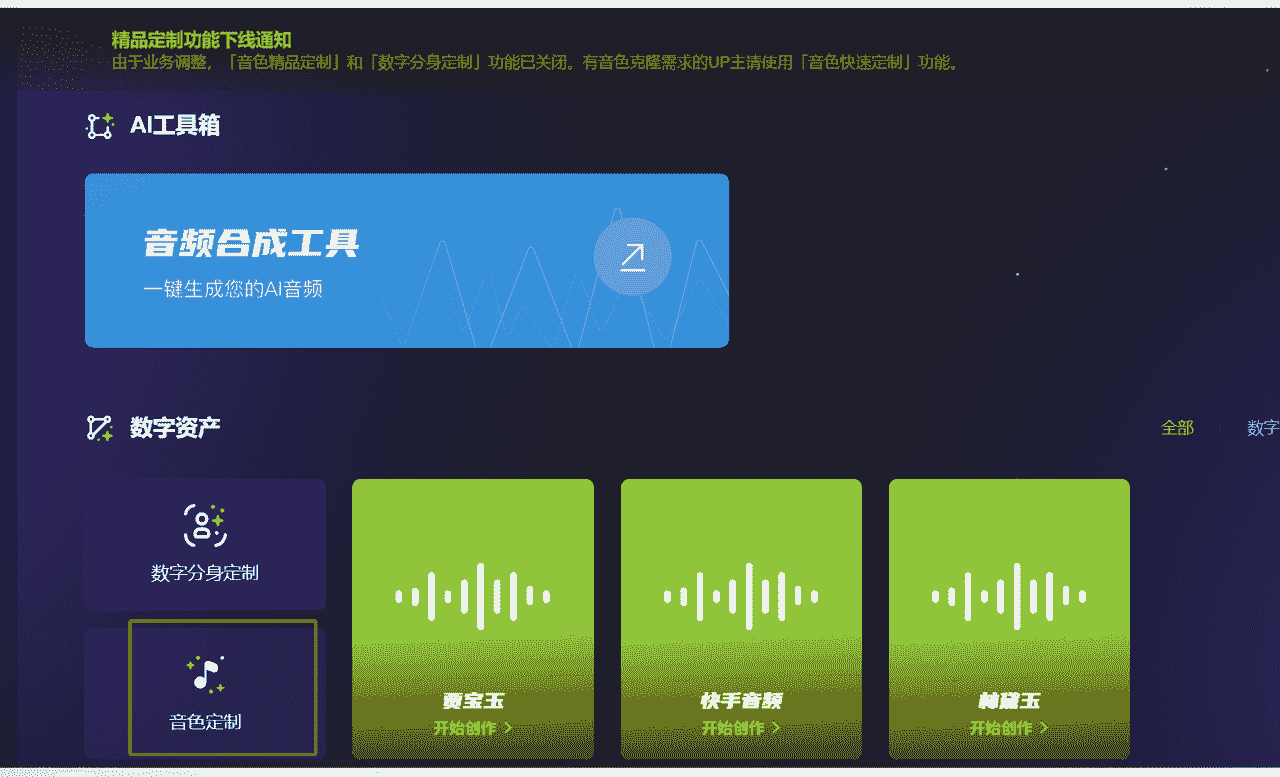 精品定制功能下线通知
由于业务调整，「音色精品定制」和「数字分身定制」功能已关闭。有音色克隆需求的UP主请使用「音色快速定制」功能。
AI工具箱
音频合成工具
一键生成您的AI音频
数字资产
全部
数字
数字分身定制
音色定制
贾宝玉
开始创作
快手音频
开始创作
林黛玉
开始创作